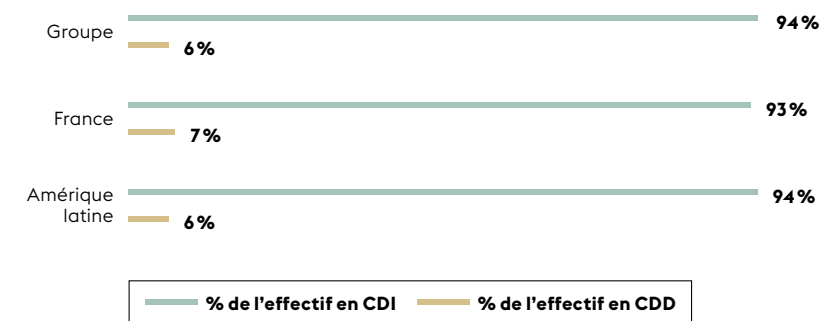 Groupe
94%
6%
France
93%
7%
Amérique
latine
94%
6%
% de l'effectif en CDI
% de l'effectif en CDD